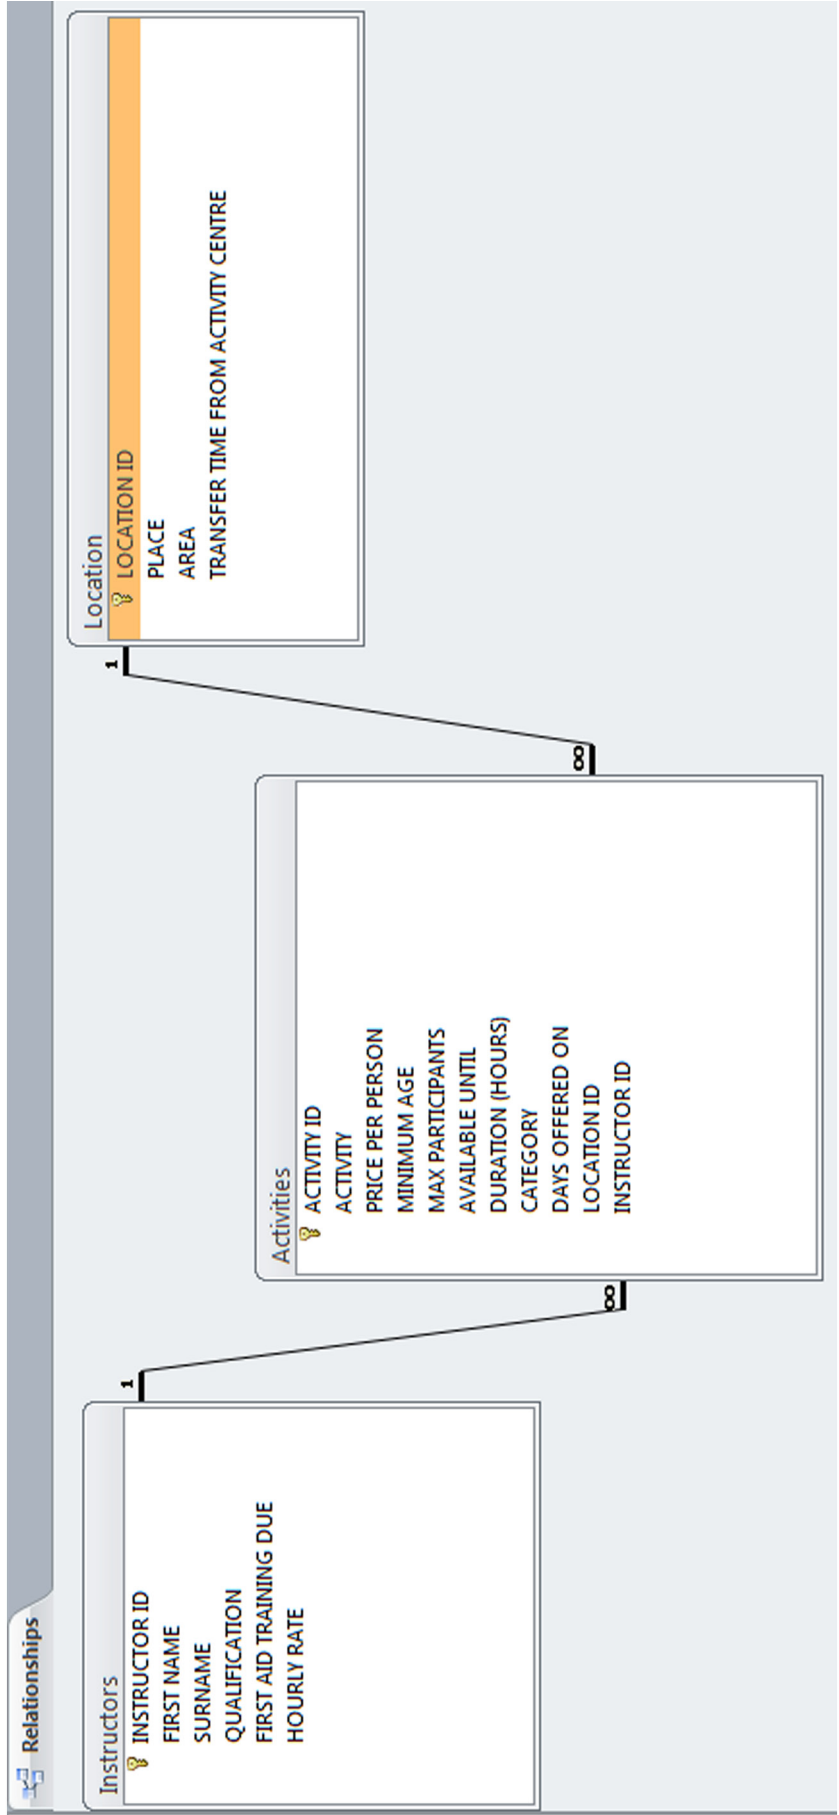 Relationships
Instructors
INSTRUCTOR ID
FIRST NAME
SURNAME
QUALIFICATION
FIRST AID TRAINING DUE
HOURLY RATE
1
∞
Activities
ACTIVITY ID
ACTIVITY
PRICE PER PERSON
MINIMUM AGE
MAX PARTICIPANTS
AVAILABLE UNTIL
DURATION (HOURS)
CATEGORY
DAYS OFFERED ON
LOCATION ID
INSTRUCTOR ID
∞
1
Location
LOCATION ID
PLACE
AREA
TRANSFER TIME FROM ACTIVITY CENTRE